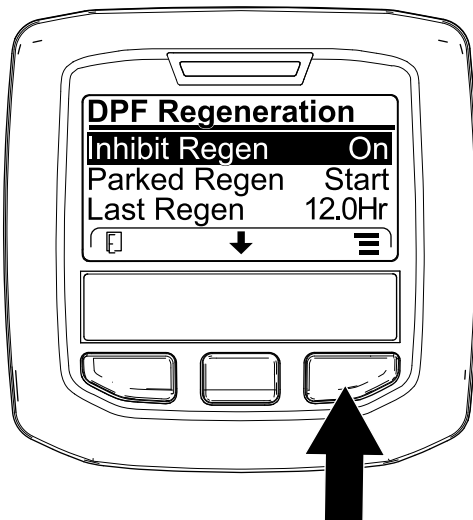 DPF Regeneration
Inhibit Regen On
Parked Regen Start
Last Regen 12.0Hr